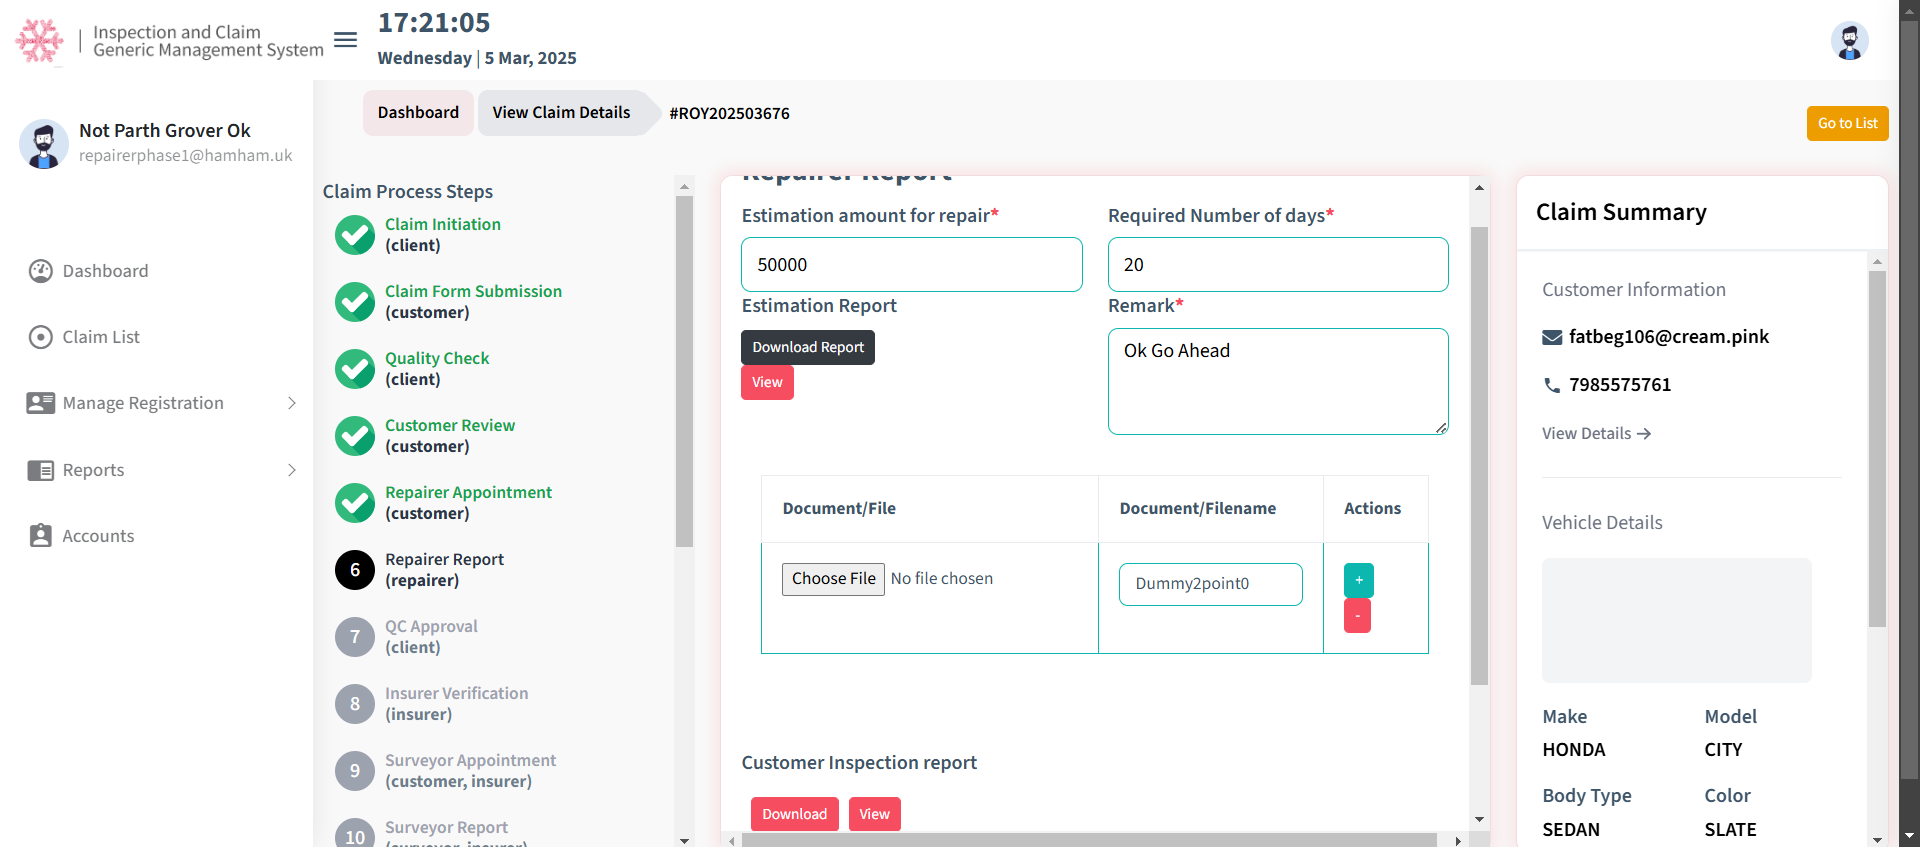 Inspection and Claim
Generic Management System
17:21:05
Wednesday | 5 Mar, 2025
Not Parth Grover Ok
repairerphase1@hamham.uk
Dashboard
Claim List
Manage Registration
Reports
Accounts
Dashboard
View Claim Details
#ROY202503676
Go to List
Claim Process Steps
Claim Initiation
(client)
Claim Form Submission
(customer)
Quality Check
(client)
Customer Review
(customer)
Repairer Appointment
(customer)
6
Repairer Report
(repairer)
7
QC Approval
(client)
8
Insurer Verification
(insurer)
9
Surveyor Appointment
(customer, insurer)
10
Surveyor Report
(surveyor, insurer)
Repairer Report
Estimation amount for repair*
50000
Required Number of days*
20
Estimation Report
Download Report
View
Remark*
Ok Go Ahead
Document/File
Document/Filename
Actions
Choose File No file chosen
Dummy2point0
+
-
Customer Inspection report
Download
View
Claim Summary
Customer Information
fatbeg106@cream.pink
7985575761
View Details →
Vehicle Details
Make
Model
HONDA
CITY
Body Type
Color
SEDAN
SLATE